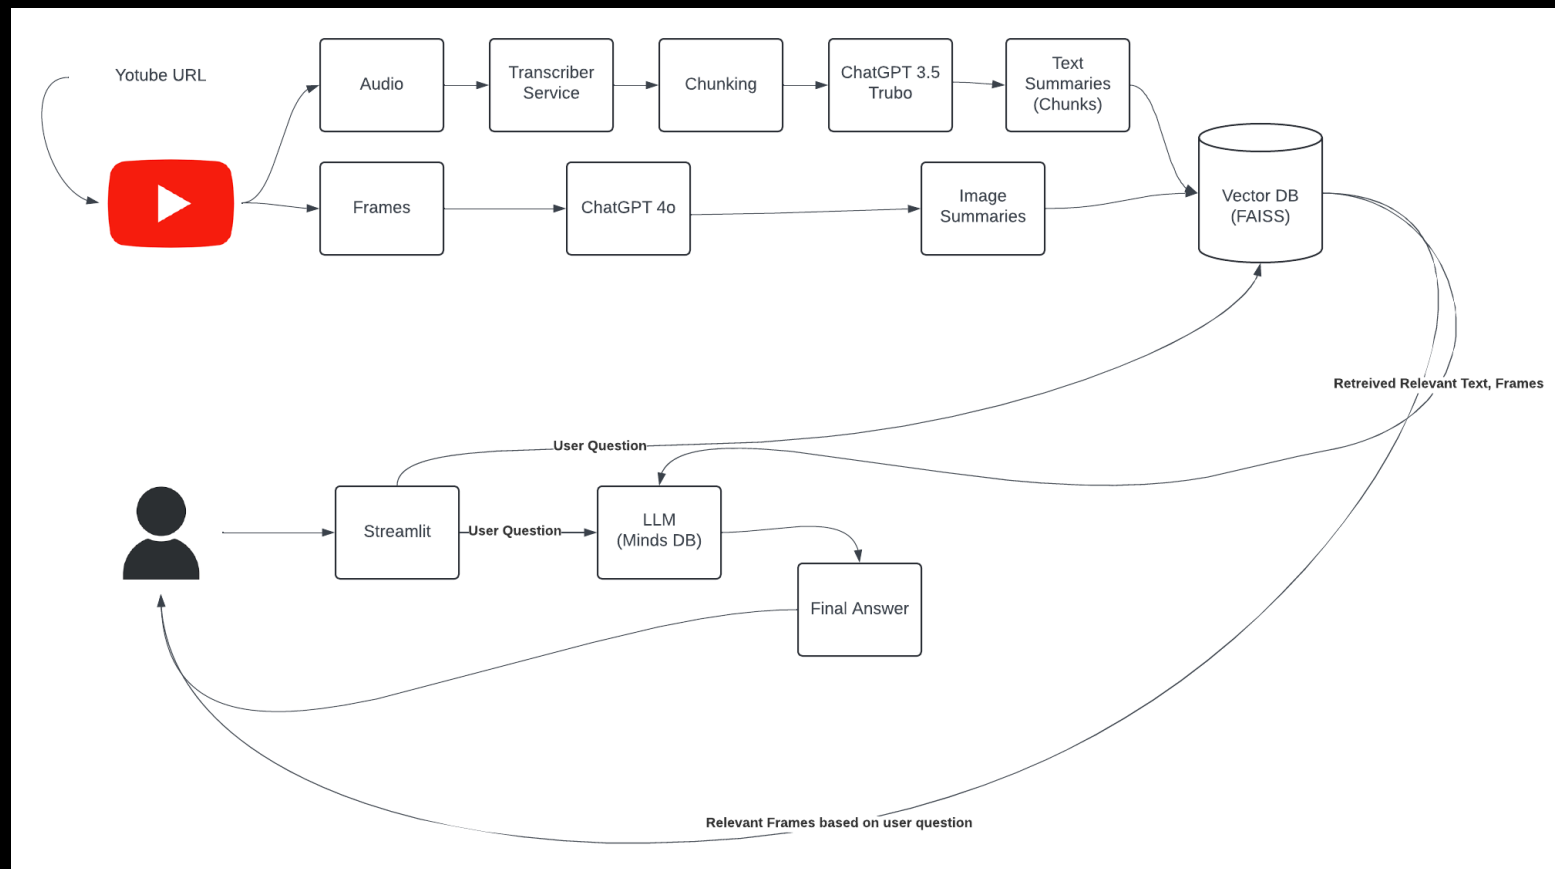 Yotube URL
Audio
Transcriber
Service
Chunking
ChatGPT 3.5
Trubo
Text
Summaries
(Chunks)
Frames
ChatGPT 4o
Image
Summaries
Vector DB
(FAISS)
Retreived Relevant Text, Frames
User Question
Streamlit
User Question
LLM
(Minds DB)
Final Answer
Relevant Frames based on user question